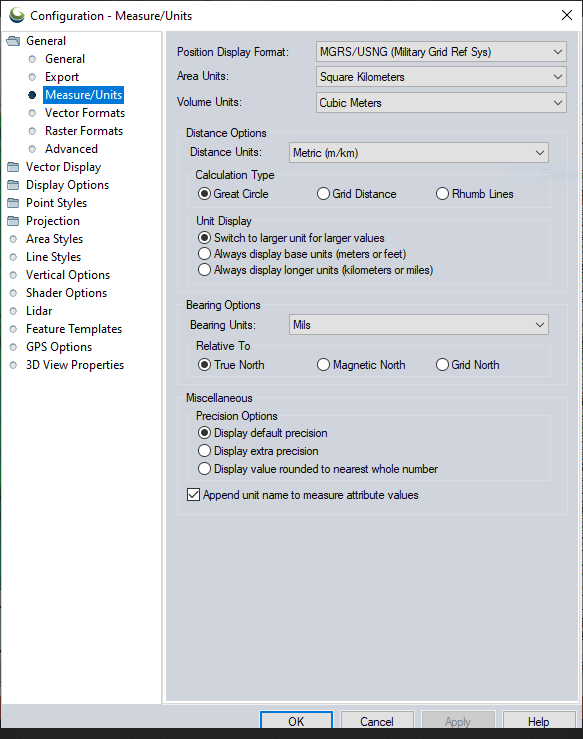 Configuration - Measure/Units
General
General
Export
Measure/Units
Vector Formats
Raster Formats
Advanced
Vector Display
Display Options
Point Styles
Projection
Area Styles
Line Styles
Vertical Options
Shader Options
Lidar
Feature Templates
GPS Options
3D View Properties
Position Display Format: MGRS/USNG (Military Grid Ref Sys)
Area Units: Square Kilometers
Volume Units: Cubic Meters
Distance Options
Distance Units: Metric (m/km)
Calculation Type
Great Circle Grid Distance Rhumb Lines
Unit Display
Switch to larger unit for larger values
Always display base units (meters or feet)
Always display longer units (kilometers or miles)
Bearing Options
Bearing Units: Mils
Relative To
True North Magnetic North Grid North
Miscellaneous
Precision Options
Display default precision
Display extra precision
Display value rounded to nearest whole number
Append unit name to measure attribute values
OK Cancel Apply Help